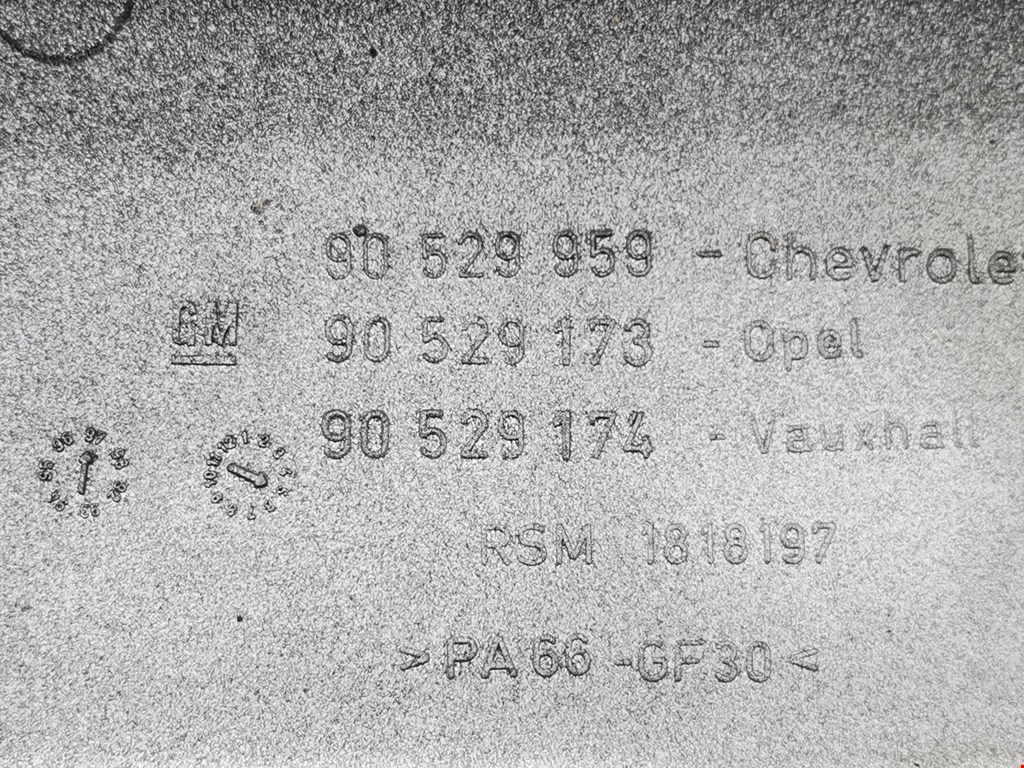 90 529 959 - Chevrole
GM
90 529 173 - Opel
90 529 174 - Vauxhall
RSM 1818197
>PA66-GF30<